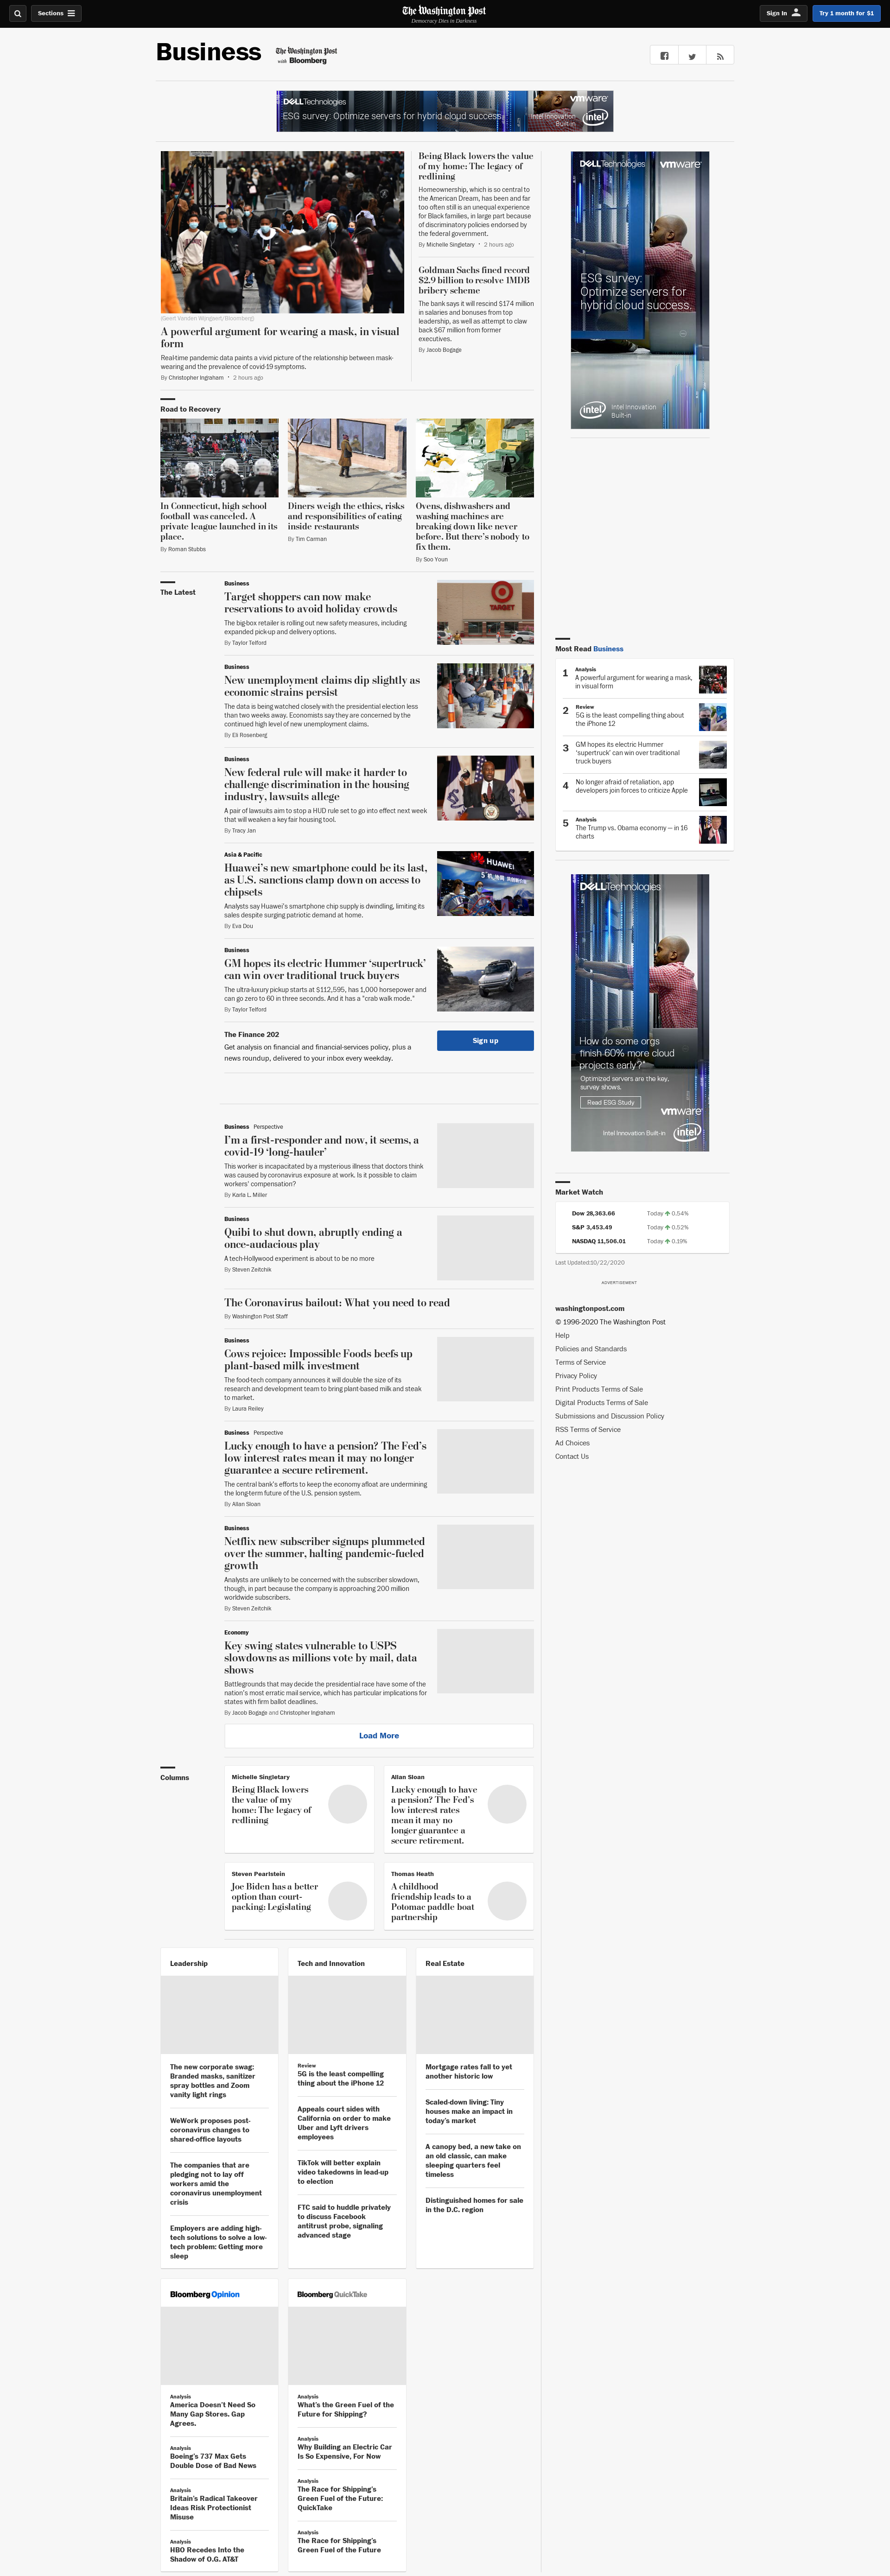 Sections
The Washington Post
Democracy Dies in Darkness
Sign In
Try 1 month for $1
Business
The Washington Post
with Bloomberg
DELLTechnologies
vmware
ESG survey: Optimize servers for hybrid cloud success.
Intel Innovation
Built-in
intel
(Geert Vanden Wijngaert/Bloomberg)
A powerful argument for wearing a mask, in visual
form
Real-time pandemic data paints a vivid picture of the relationship between mask-
wearing and the prevalence of covid-19 symptoms.
By Christopher Ingraham • 2 hours ago
Being Black lowers the value
of my home: The legacy of
redlining
Homeownership, which is so central to
the American Dream, has been and far
too often still is an unequal experience
for Black families, in large part because
of discriminatory policies endorsed by
the federal government.
By Michelle Singletary • 2 hours ago
Goldman Sachs fined record
$2.9 billion to resolve 1MDB
bribery scheme
The bank says it will rescind $174 million
in salaries and bonuses from top
leadership, as well as attempt to claw
back $67 million from former
executives.
By Jacob Bogage
DELLTechnologies
vmware
ESG survey:
Optimize servers for
hybrid cloud success.
intel
Intel Innovation
Built-in
Road to Recovery
In Connecticut, high school
football was canceled. A
private league launched in its
place.
By Roman Stubbs
Diners weigh the ethics, risks
and responsibilities of eating
inside restaurants
By Tim Carman
Ovens, dishwashers and
washing machines are
breaking down like never
before. But there's nobody to
fix them.
By Soo Youn
The Latest
Business
Target shoppers can now make
reservations to avoid holiday crowds
The big-box retailer is rolling out new safety measures, including
expanded pick-up and delivery options.
By Taylor Telford
TARGET
Business
New unemployment claims dip slightly as
economic strains persist
The data is being watched closely with the presidential election less
than two weeks away. Economists say they are concerned by the
continued high level of new unemployment claims.
By Eli Rosenberg
Business
New federal rule will make it harder to
challenge discrimination in the housing
industry, lawsuits allege
A pair of lawsuits aim to stop a HUD rule set to go into effect next week
that will weaken a key fair housing tool.
By Tracy Jan
Asia & Pacific
Huawei's new smartphone could be its last,
as U.S. sanctions clamp down on access to
chipsets
Analysts say Huawei's smartphone chip supply is dwindling, limiting its
sales despite surging patriotic demand at home.
By Eva Dou
HUAWEI
Business
GM hopes its electric Hummer 'supertruck'
can win over traditional truck buyers
The ultra-luxury pickup starts at $112,595, has 1,000 horsepower and
can go zero to 60 in three seconds. And it has a "crab walk mode."
By Taylor Telford
The Finance 202
Get analysis on financial and financial-services policy, plus a
news roundup, delivered to your inbox every weekday.
Sign up
Business Perspective
I'm a first-responder and now, it seems, a
covid-19 'long-hauler'
This worker is incapacitated by a mysterious illness that doctors think
was caused by coronavirus exposure at work. Is it possible to claim
workers' compensation?
By Karla L. Miller
Business
Quibi to shut down, abruptly ending a
once-audacious play
A tech-Hollywood experiment is about to be no more
By Steven Zeitchik
The Coronavirus bailout: What you need to read
By Washington Post Staff
Business
Cows rejoice: Impossible Foods beefs up
plant-based milk investment
The food-tech company announces it will double the size of its
research and development team to bring plant-based milk and steak
to market.
By Laura Reiley
Business Perspective
Lucky enough to have a pension? The Fed's
low interest rates mean it may no longer
guarantee a secure retirement.
The central bank's efforts to keep the economy afloat are undermining
the long-term future of the U.S. pension system.
By Allan Sloan
Business
Netflix new subscriber signups plummeted
over the summer, halting pandemic-fueled
growth
Analysts are unlikely to be concerned with the subscriber slowdown,
though, in part because the company is approaching 200 million
worldwide subscribers.
By Steven Zeitchik
Economy
Key swing states vulnerable to USPS
slowdowns as millions vote by mail, data
shows
Battlegrounds that may decide the presidential race have some of the
nation's most erratic mail service, which has particular implications for
states with firm ballot deadlines.
By Jacob Bogage and Christopher Ingraham
Load More
Most Read Business
1
Analysis
A powerful argument for wearing a mask,
in visual form
2
Review
5G is the least compelling thing about
the iPhone 12
3
GM hopes its electric Hummer
'supertruck' can win over traditional
truck buyers
4
No longer afraid of retaliation, app
developers join forces to criticize Apple
5
Analysis
The Trump vs. Obama economy — in 16
charts
DELLTechnologies
How do some orgs
finish 60% more cloud
projects early?*
Optimized servers are the key,
survey shows.
Read ESG Study
vmware
Intel Innovation Built-in
intel
Market Watch
Dow 28,363.66 Today 0.54%
S&P 3,453.49 Today 0.52%
NASDAQ 11,506.01 Today 0.19%
Last Updated:10/22/2020
ADVERTISEMENT
washingtonpost.com
© 1996-2020 The Washington Post
Help
Policies and Standards
Terms of Service
Privacy Policy
Print Products Terms of Sale
Digital Products Terms of Sale
Submissions and Discussion Policy
RSS Terms of Service
Ad Choices
Contact Us
Columns
Michelle Singletary
Being Black lowers
the value of my
home: The legacy of
redlining
Allan Sloan
Lucky enough to have
a pension? The Fed's
low interest rates
mean it may no
longer guarantee a
secure retirement.
Steven Pearlstein
Joe Biden has a better
option than court-
packing: Legislating
Thomas Heath
A childhood
friendship leads to a
Potomac paddle boat
partnership
Leadership
The new corporate swag:
Branded masks, sanitizer
spray bottles and Zoom
vanity light rings
WeWork proposes post-
coronavirus changes to
shared-office layouts
The companies that are
pledging not to lay off
workers amid the
coronavirus unemployment
crisis
Employers are adding high-
tech solutions to solve a low-
tech problem: Getting more
sleep
Tech and Innovation
Review
5G is the least compelling
thing about the iPhone 12
Appeals court sides with
California on order to make
Uber and Lyft drivers
employees
TikTok will better explain
video takedowns in lead-up
to election
FTC said to huddle privately
to discuss Facebook
antitrust probe, signaling
advanced stage
Real Estate
Mortgage rates fall to yet
another historic low
Scaled-down living: Tiny
houses make an impact in
today's market
A canopy bed, a new take on
an old classic, can make
sleeping quarters feel
timeless
Distinguished homes for sale
in the D.C. region
Bloomberg Opinion
Analysis
America Doesn't Need So
Many Gap Stores. Gap
Agrees.
Analysis
Boeing's 737 Max Gets
Double Dose of Bad News
Analysis
Britain's Radical Takeover
Ideas Risk Protectionist
Misuse
Analysis
HBO Recedes Into the
Shadow of O.G. AT&T
Bloomberg QuickTake
Analysis
What's the Green Fuel of the
Future for Shipping?
Analysis
Why Building an Electric Car
Is So Expensive, For Now
Analysis
The Race for Shipping's
Green Fuel of the Future:
QuickTake
Analysis
The Race for Shipping's
Green Fuel of the Future